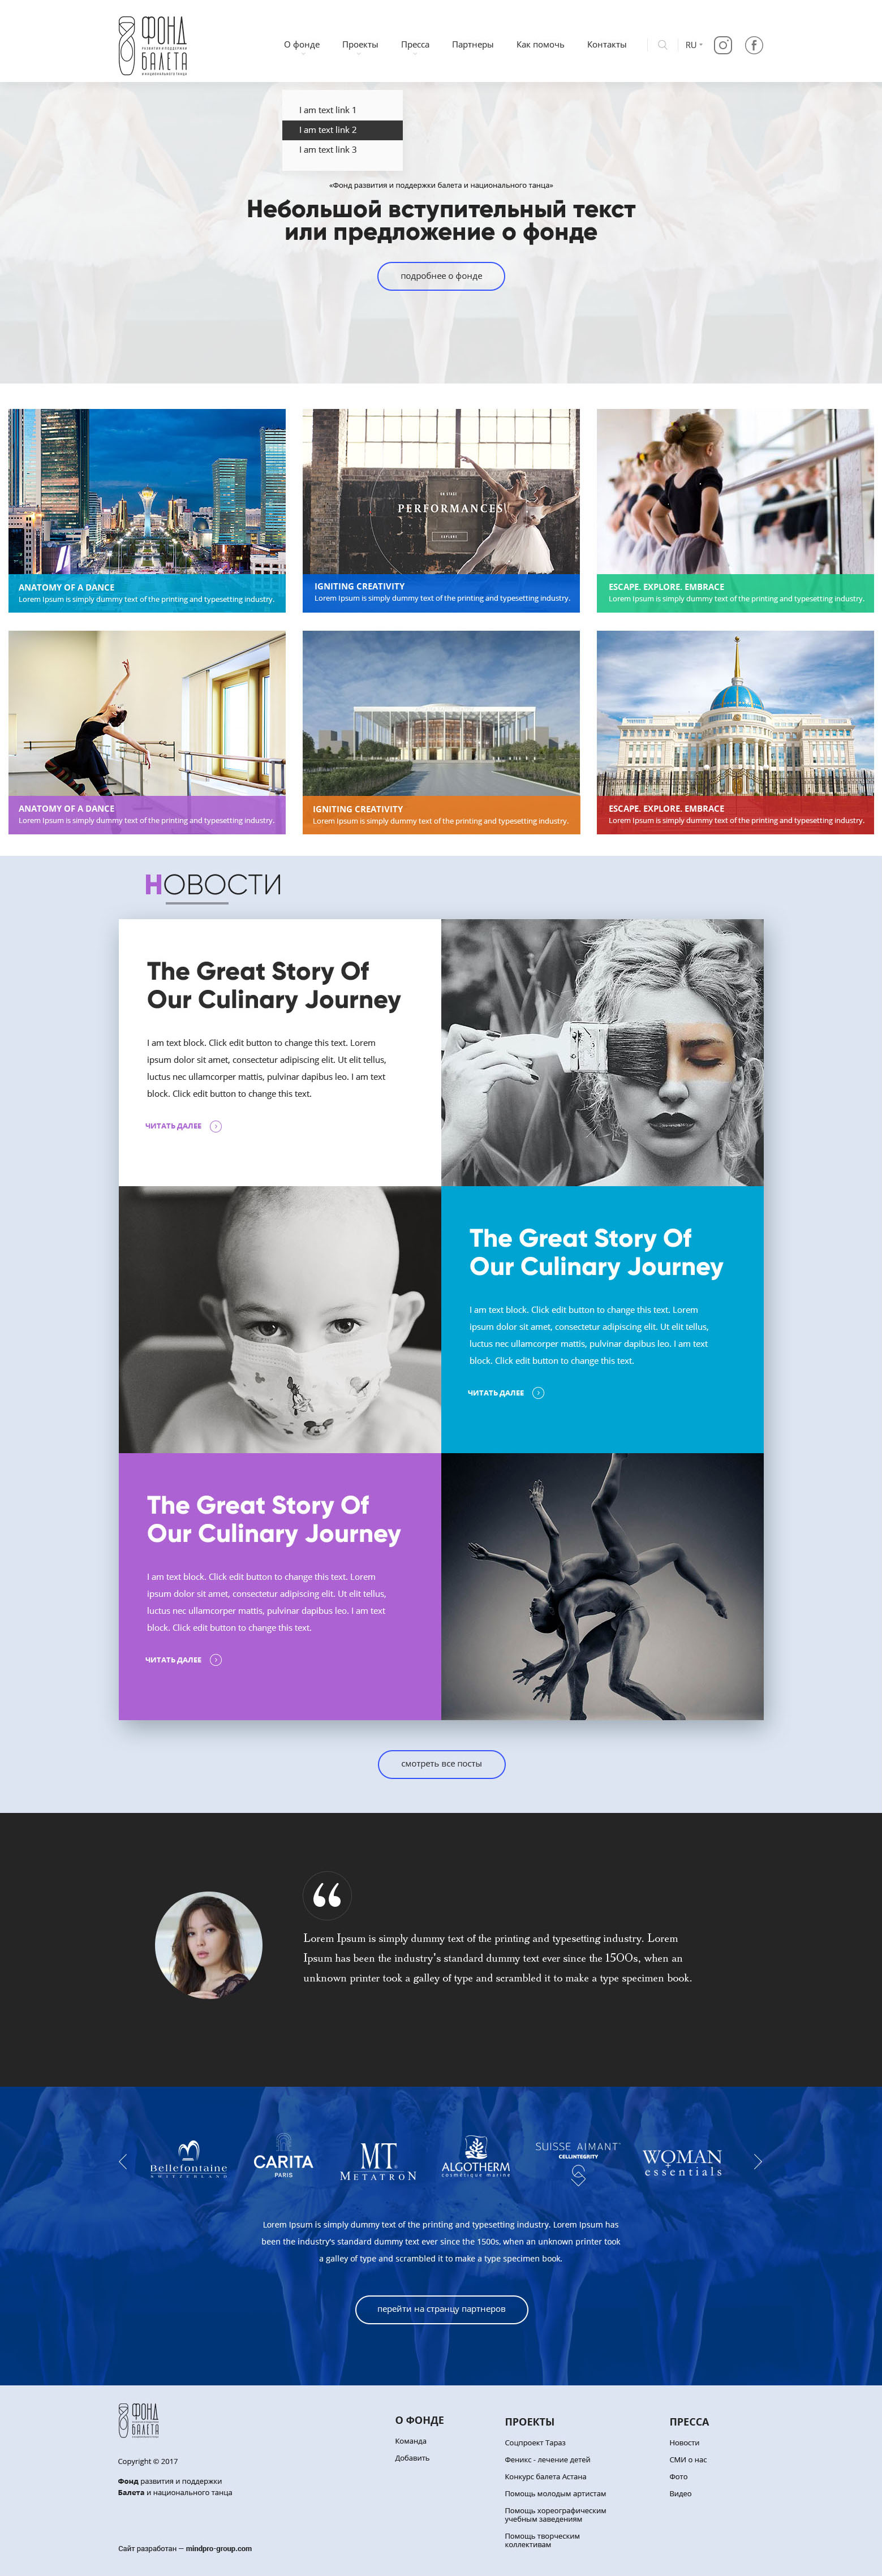 ФОНД
РАЗВИТИЯ И ПОДДЕРЖКИ
БАЛЕТА
И НАЦИОНАЛЬНОГО ТАНЦА
О фонде
Проекты
Пресса
Партнеры
Как помочь
Контакты
RU
I am text link 1
I am text link 2
I am text link 3
«Фонд развития и поддержки балета и национального танца»
Небольшой вступительный текст
или предложение о фонде
подробнее о фонде
ANATOMY OF A DANCE
Lorem Ipsum is simply dummy text of the printing and typesetting industry.
ON STAGE
PERFORMANCES
EXPLORE
IGNITING CREATIVITY
Lorem Ipsum is simply dummy text of the printing and typesetting industry.
ESCAPE. EXPLORE. EMBRACE
Lorem Ipsum is simply dummy text of the printing and typesetting industry.
ANATOMY OF A DANCE
Lorem Ipsum is simply dummy text of the printing and typesetting industry.
IGNITING CREATIVITY
Lorem Ipsum is simply dummy text of the printing and typesetting industry.
ESCAPE. EXPLORE. EMBRACE
Lorem Ipsum is simply dummy text of the printing and typesetting industry.
НОВОСТИ
The Great Story Of
Our Culinary Journey
I am text block. Click edit button to change this text. Lorem
ipsum dolor sit amet, consectetur adipiscing elit. Ut elit tellus,
luctus nec ullamcorper mattis, pulvinar dapibus leo. I am text
block. Click edit button to change this text.
ЧИТАТЬ ДАЛЕЕ
The Great Story Of
Our Culinary Journey
I am text block. Click edit button to change this text. Lorem
ipsum dolor sit amet, consectetur adipiscing elit. Ut elit tellus,
luctus nec ullamcorper mattis, pulvinar dapibus leo. I am text
block. Click edit button to change this text.
ЧИТАТЬ ДАЛЕЕ
The Great Story Of
Our Culinary Journey
I am text block. Click edit button to change this text. Lorem
ipsum dolor sit amet, consectetur adipiscing elit. Ut elit tellus,
luctus nec ullamcorper mattis, pulvinar dapibus leo. I am text
block. Click edit button to change this text.
ЧИТАТЬ ДАЛЕЕ
смотреть все посты
“
Lorem Ipsum is simply dummy text of the printing and typesetting industry. Lorem
Ipsum has been the industry's standard dummy text ever since the 1500s, when an
unknown printer took a galley of type and scrambled it to make a type specimen book.
Bellefontaine
SWITZERLAND
CARITA
PARIS
MT
METATRON
ALGOTHERM
cosmétique marine
SUISSE AIMANT
CELLINTEGRITY
WOMAN
essentials
Lorem Ipsum is simply dummy text of the printing and typesetting industry. Lorem Ipsum has
been the industry's standard dummy text ever since the 1500s, when an unknown printer took
a galley of type and scrambled it to make a type specimen book.
перейти на странцу партнеров
ФОНД
БАЛЕТА
Copyright © 2017
Фонд развития и поддержки
Балета и национального танца
Сайт разработан — mindpro-group.com
О ФОНДЕ
Команда
Добавить
ПРОЕКТЫ
Соцпроект Тараз
Феникс - лечение детей
Конкурс балета Астана
Помощь молодым артистам
Помощь хореографическим
учебным заведениям
Помощь творческим
коллективам
ПРЕССА
Новости
СМИ о нас
Фото
Видео